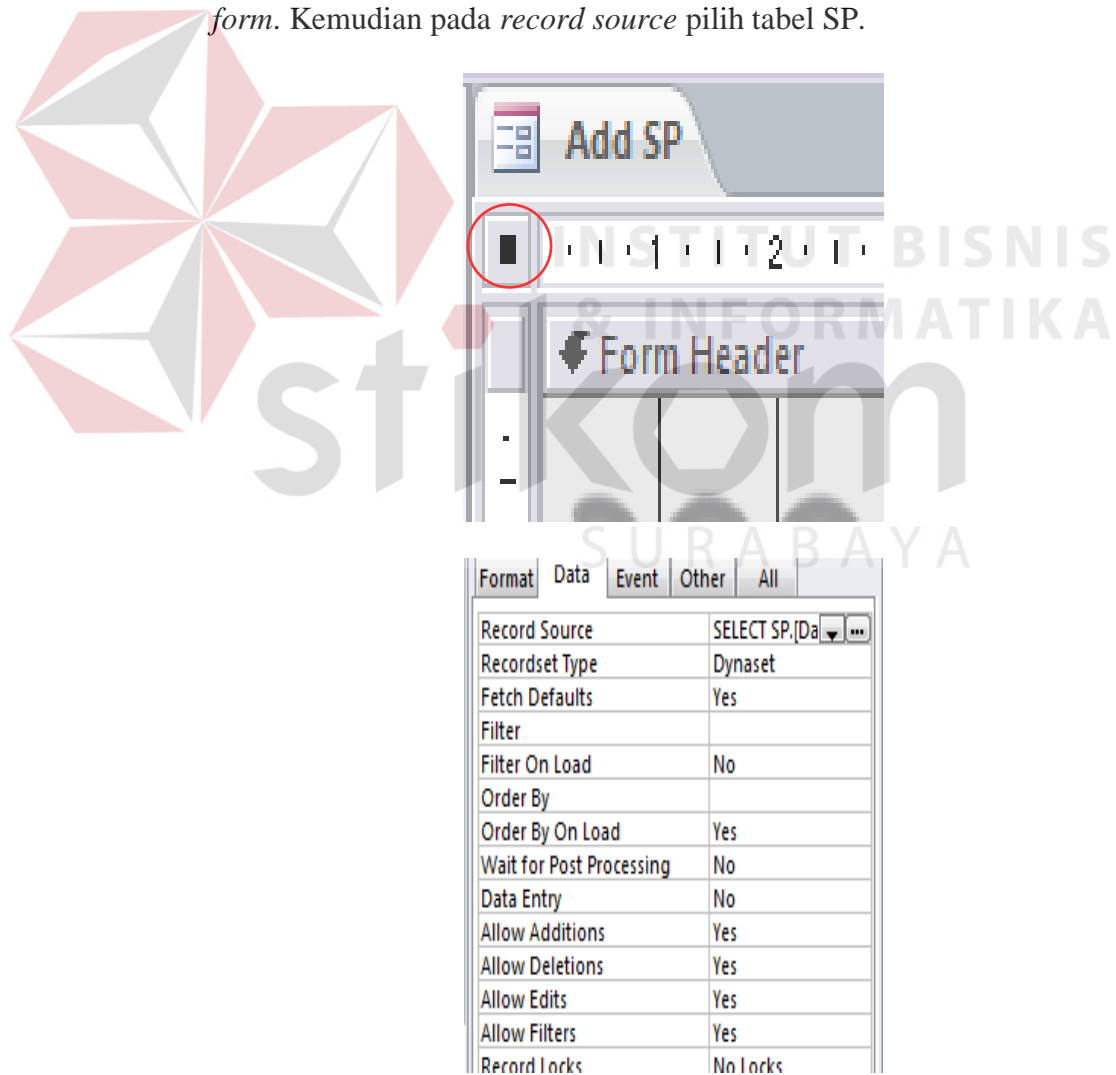 form. Kemudian pada record source pilih tabel SP.
Add SP
1 2
INSTITUT BISNIS
& INFORMATIKA
Form Header
stikom
SURABAYA
Format Data Event Other All
Record Source SELECT SP.[Da
Recordset Type Dynaset
Fetch Defaults Yes
Filter
Filter On Load No
Order By
Order By On Load Yes
Wait for Post Processing No
Data Entry No
Allow Additions Yes
Allow Deletions Yes
Allow Edits Yes
Allow Filters Yes
Record Locks No Locks